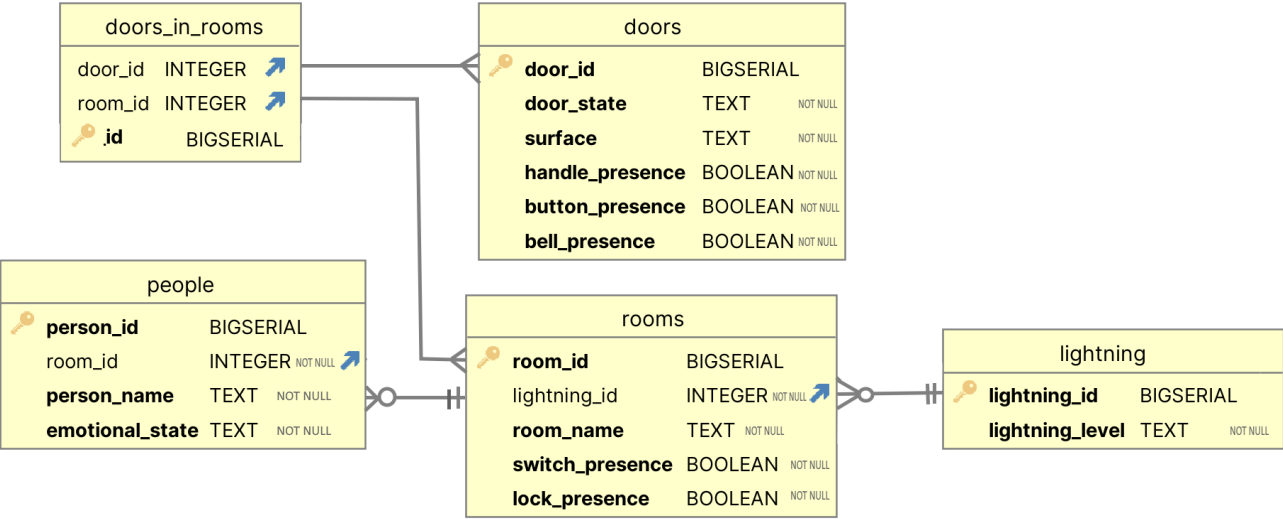 doors_in_rooms
door_id INTEGER
room_id INTEGER
.id BIGSERIAL
doors
door_id BIGSERIAL
door_state TEXT NOT NULL
surface TEXT NOT NULL
handle_presence BOOLEAN NOT NULL
button_presence BOOLEAN NOT NULL
bell_presence BOOLEAN NOT NULL
people
person_id BIGSERIAL
room_id INTEGER NOT NULL
person_name TEXT NOT NULL
emotional_state TEXT NOT NULL
rooms
room_id BIGSERIAL
lightning_id INTEGER NOT NULL
room_name TEXT NOT NULL
switch_presence BOOLEAN NOT NULL
lock_presence BOOLEAN NOT NULL
lightning
lightning_id BIGSERIAL
lightning_level TEXT NOT NULL